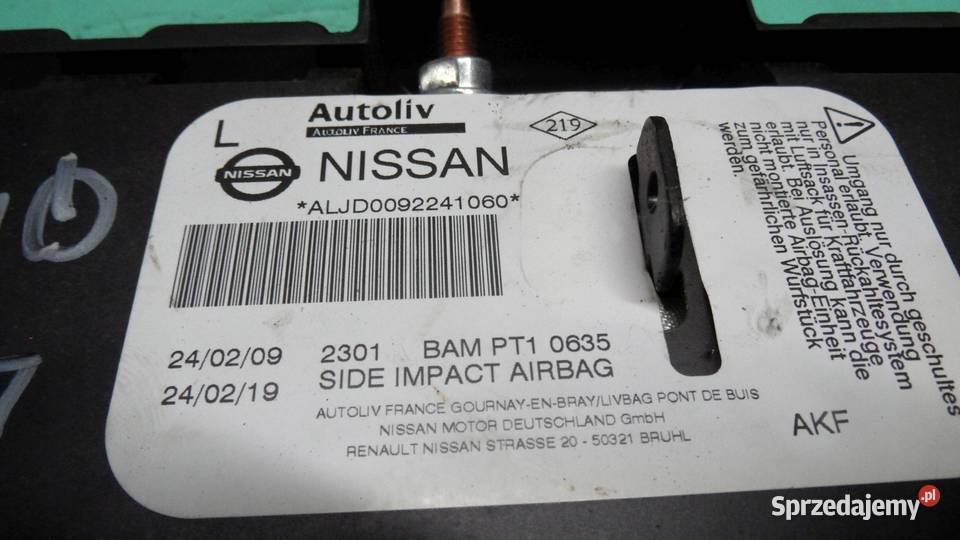 L
Autoliv
AUTOLIV FRANCE
219
NISSAN
NISSAN
*ALJD0092241060*
24/02/09 2301 BAM PT1 0635
24/02/19 SIDE IMPACT AIRBAG
AUTOLIV FRANCE GOURNAY-EN-BRAY/LIVBAG PONT DE BUIS
NISSAN MOTOR DEUTSCHLAND GmbH
RENAULT NISSAN STRASSE 20 - 50321 BRUHL
AKF
Umgang nur durch geschultes
Personal erlaubt. Verwendung
nur in Insassen-Rückhaltesystem
mit Luftsack für Kraftfahrzeuge
erlaubt. Bei Auslösung kann die
nicht montierte Airbag-Einheit
zum gefährlichen Wurfstück
werden.
Sprzedajemy.pl